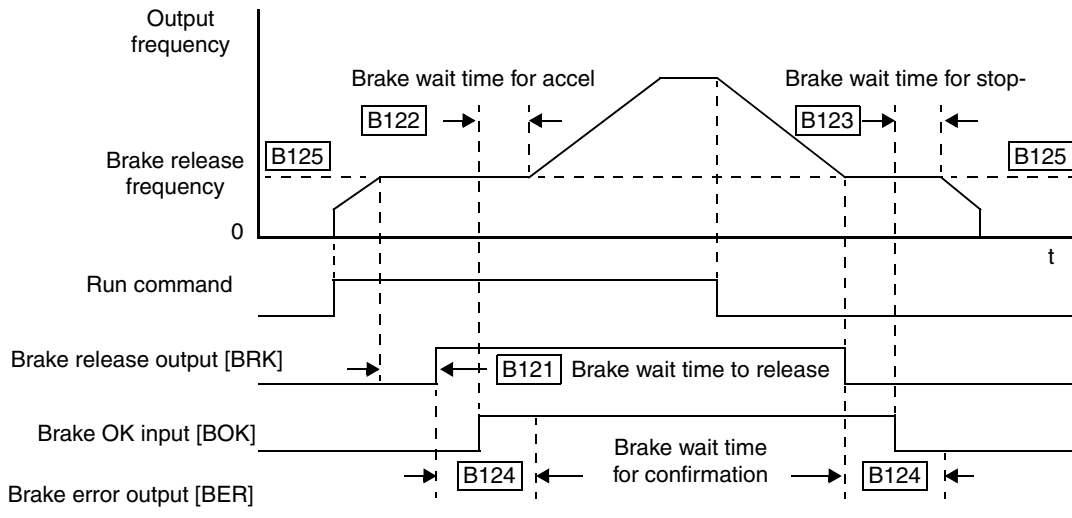 Output
frequency
Brake wait time for accel
Brake wait time for stop-
B122
B123
B125
B125
Brake release
frequency
0
t
Run command
Brake release output [BRK]
B121 Brake wait time to release
Brake OK input [BOK]
Brake wait time
for confirmation
B124
B124
Brake error output [BER]